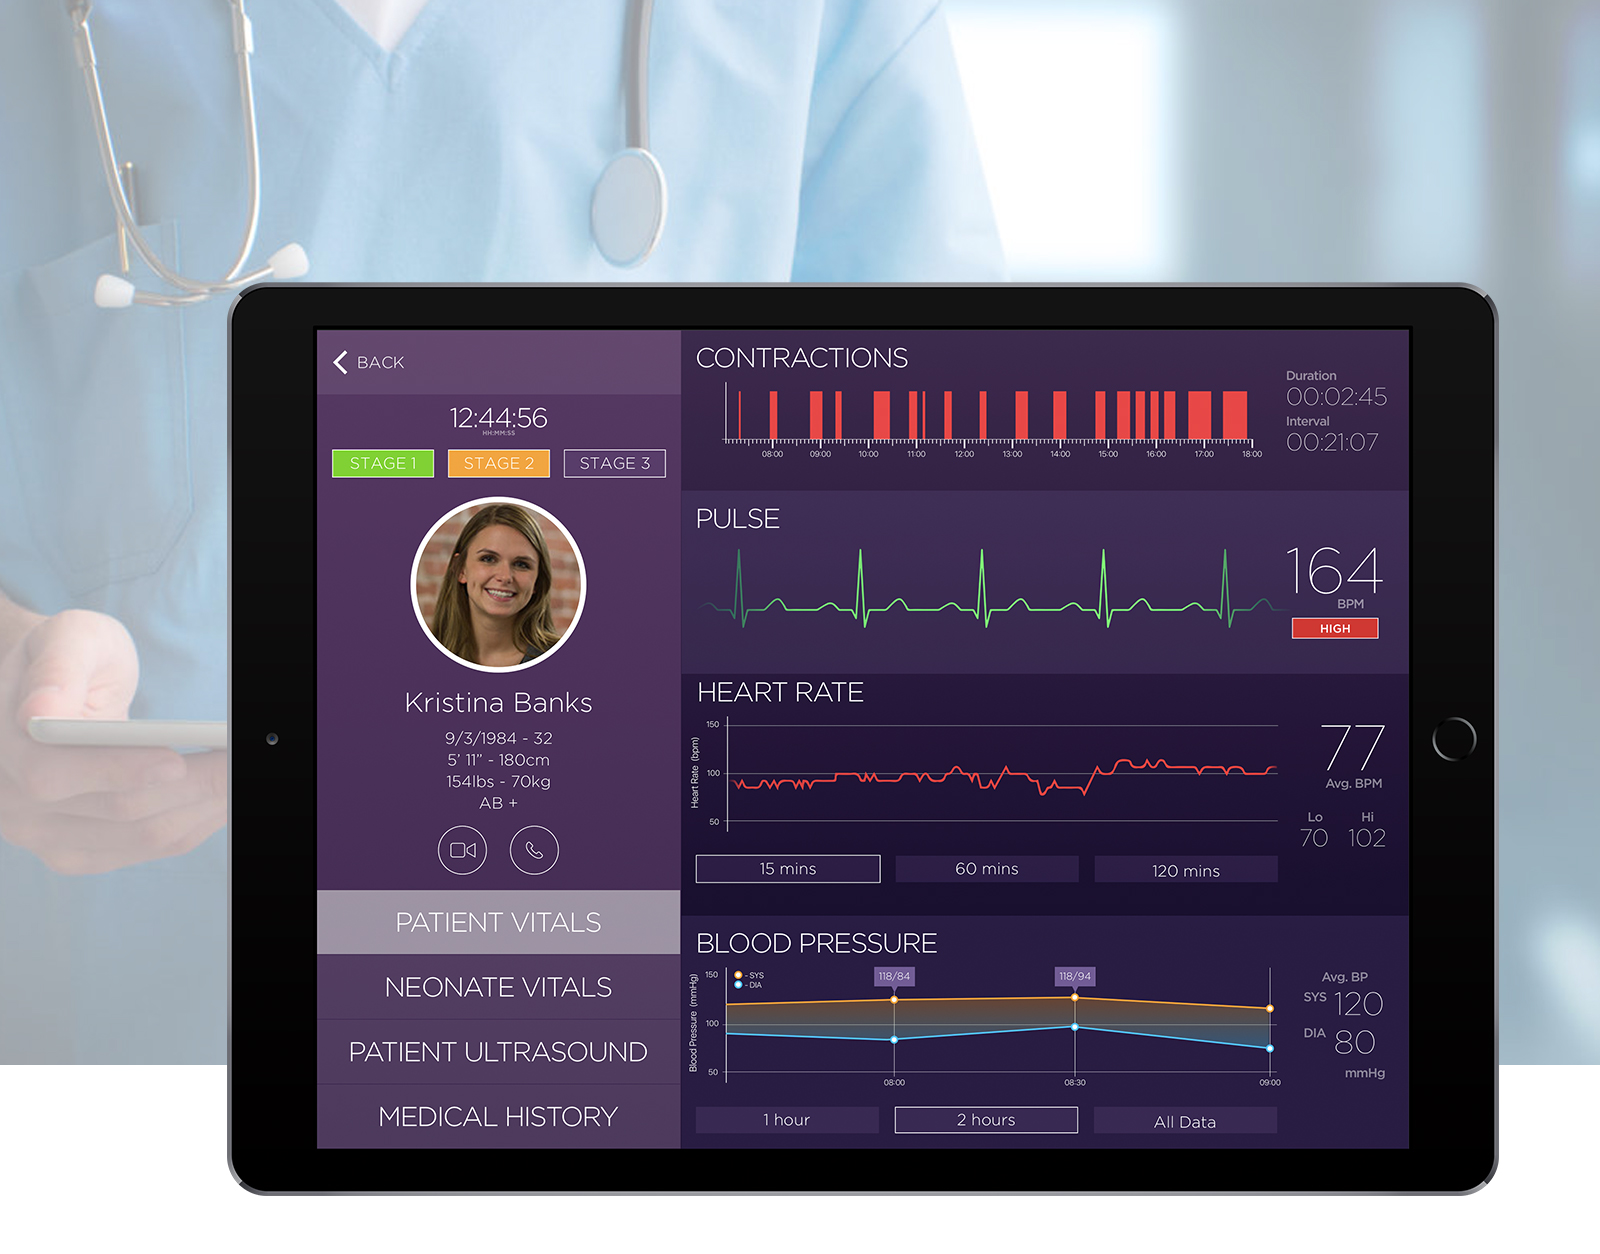 BACK
12:44:56
HH:MM:SS
STAGE 1 STAGE 2 STAGE 3
Kristina Banks
9/3/1984 - 32
5' 11" - 180cm
154lbs - 70kg
AB +
PATIENT VITALS
NEONATE VITALS
PATIENT ULTRASOUND
MEDICAL HISTORY
CONTRACTIONS
08:00 09:00 10:00 11:00 12:00 13:00 14:00 15:00 16:00 17:00 18:00
Duration
00:02:45
Interval
00:21:07
PULSE
164
BPM
HIGH
HEART RATE
Heart Rate (bpm)
150
100
50
77
Avg. BPM
Lo Hi
70 102
15 mins 60 mins 120 mins
BLOOD PRESSURE
Blood Pressure (mmHg)
150
100
50
- SYS
- DIA
118/84 118/94
08:00 08:30 09:00
Avg. BP
SYS 120
DIA 80
mmHg
1 hour 2 hours All Data